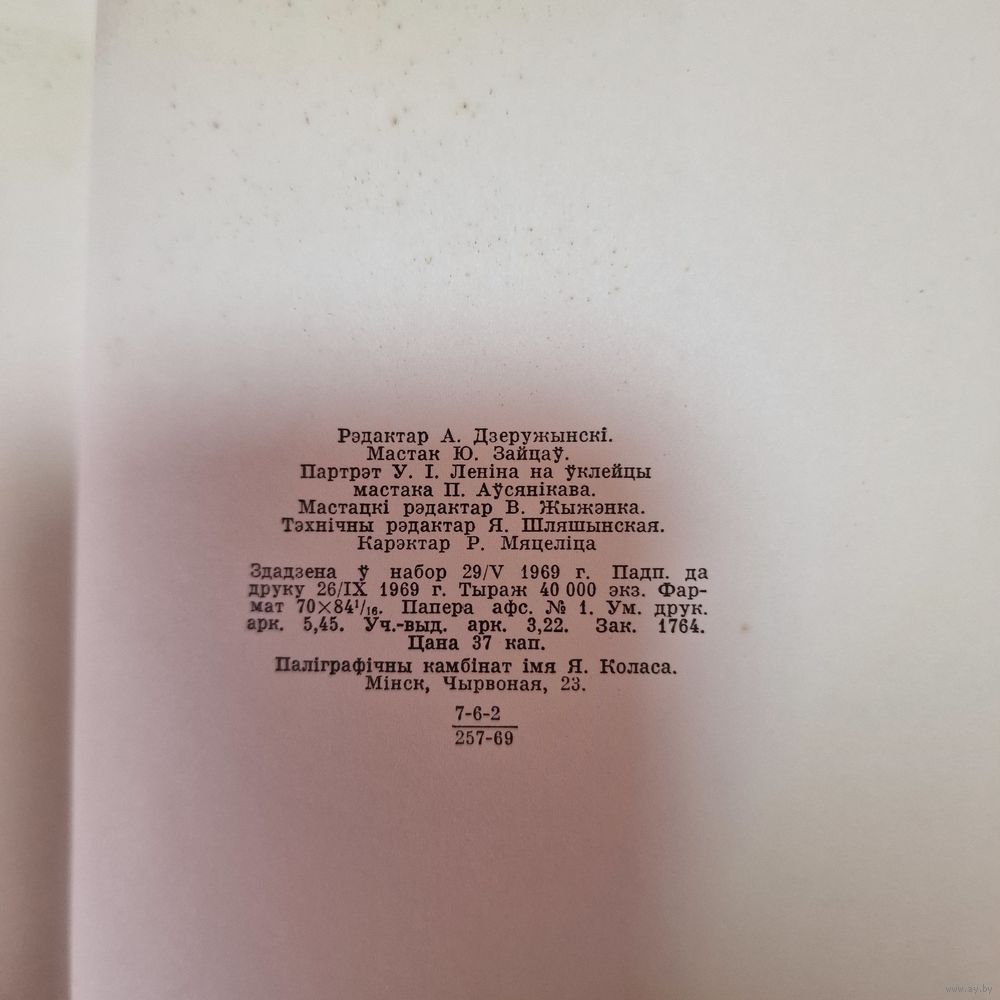 Рэдактар А. Дзеружынскі.
Мастак Ю. Зайцаў.
Партрэт У. І. Леніна на ўклейцы
мастака П. Аўсянікава.
Мастацкі рэдактар В. Жыжэнка.
Тэхнічны рэдактар Я. Шляшынская.
Карэктар Р. Мяцеліца
Здадзена ў набор 29/V 1969 г. Падп. да
друку 26/IX 1969 г. Тыраж 40 000 экз. Фар-
мат 70×84¹/₁₆. Папера афс. № 1. Ум. друк.
арк. 5,45. Уч.-выд. арк. 3,22. Зак. 1764.
Цана 37 кап.
Паліграфічны камбінат імя Я. Коласа.
Мінск, Чырвоная, 23.
7-6-2
257-69
www.ay.by